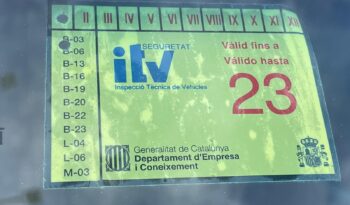 II III IV V VI VII VIII IX X XI XII
B-03
B-06
B-13
B-16
B-19
B-20
B-22
B-23
L-04
L-06
M-03
SEGURETAT
itv
Inspecció Tècnica de Vehicles
Vàlid fins a
Válido hasta
23
Generalitat de Catalunya
Departament d'Empresa
i Coneixement